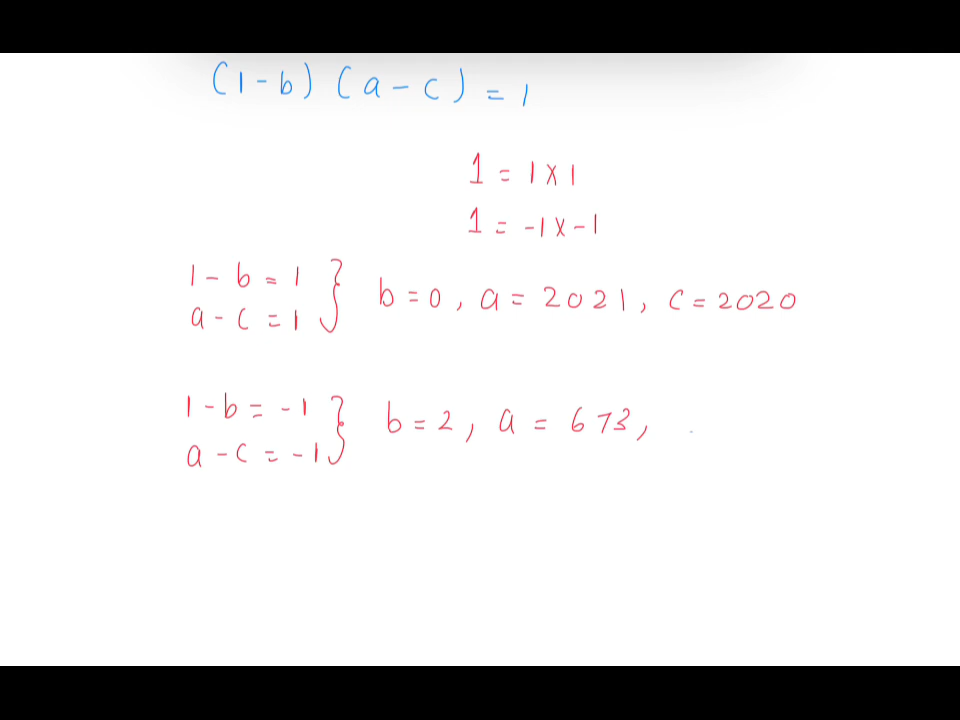 (1-b) (a-c) = 1
1 = 1 x 1
1 = -1 x -1
1 - b = 1
a - c = 1 } b = 0, a = 2021, c = 2020
1 - b = -1
a - c = -1 } b = 2, a = 673,